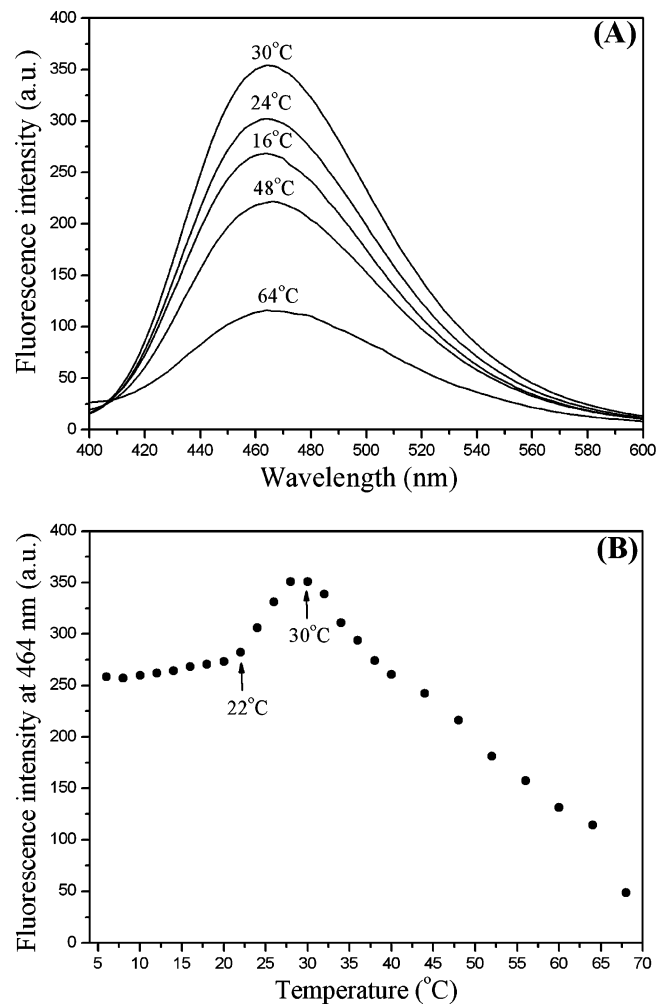 (A)
Fluorescence intensity (a.u.)
400
350
300
250
200
150
100
50
0
30°C
24°C
16°C
48°C
64°C
400 420 440 460 480 500 520 540 560 580 600
Wavelength (nm)
(B)
Fluorescence intensity at 464 nm (a.u.)
400
350
300
250
200
150
100
50
0
30°C
22°C
5 10 15 20 25 30 35 40 45 50 55 60 65 70
Temperature (°C)